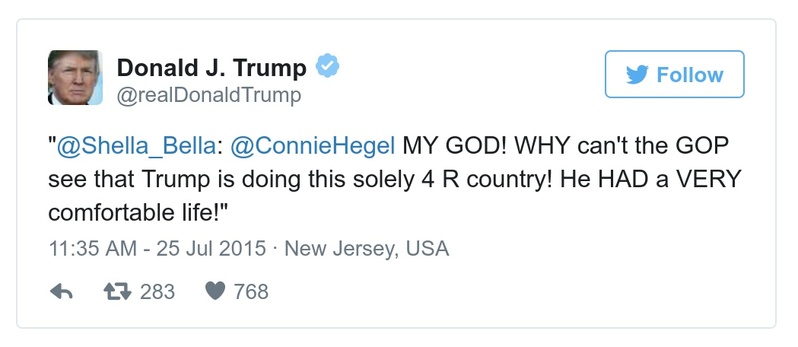 Donald J. Trump
@realDonaldTrump
Follow
"@Shella_Bella: @ConnieHegel MY GOD! WHY can't the GOP
see that Trump is doing this solely 4 R country! He HAD a VERY
comfortable life!"
11:35 AM - 25 Jul 2015 · New Jersey, USA
283 768